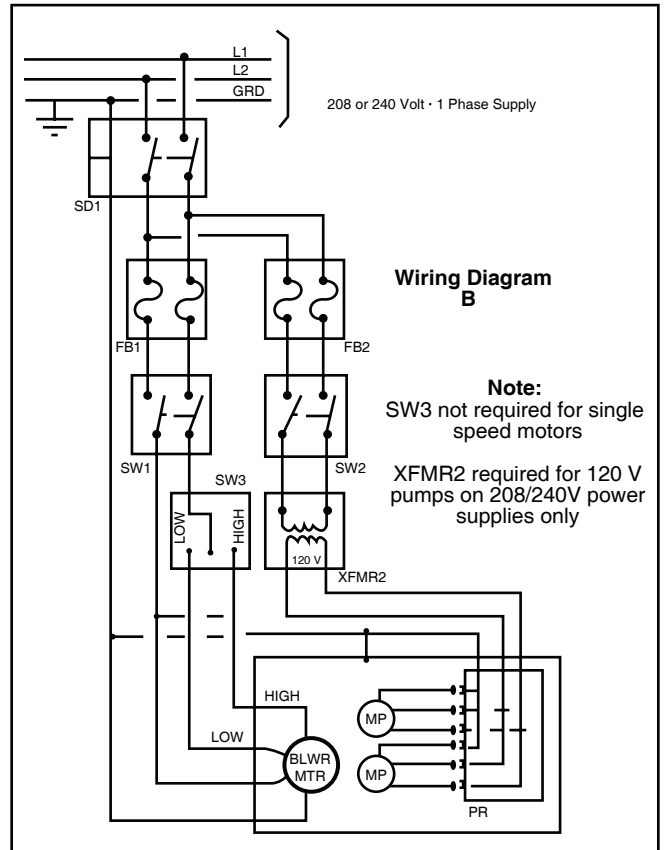 L1
L2
GRD
208 or 240 Volt · 1 Phase Supply
SD1
Wiring Diagram
B
FB1
FB2
Note:
SW3 not required for single
speed motors
SW1
SW2
XFMR2 required for 120 V
pumps on 208/240V power
supplies only
SW3
LOW
HIGH
120 V
XFMR2
HIGH
LOW
MP
BLWR
MTR
MP
PR